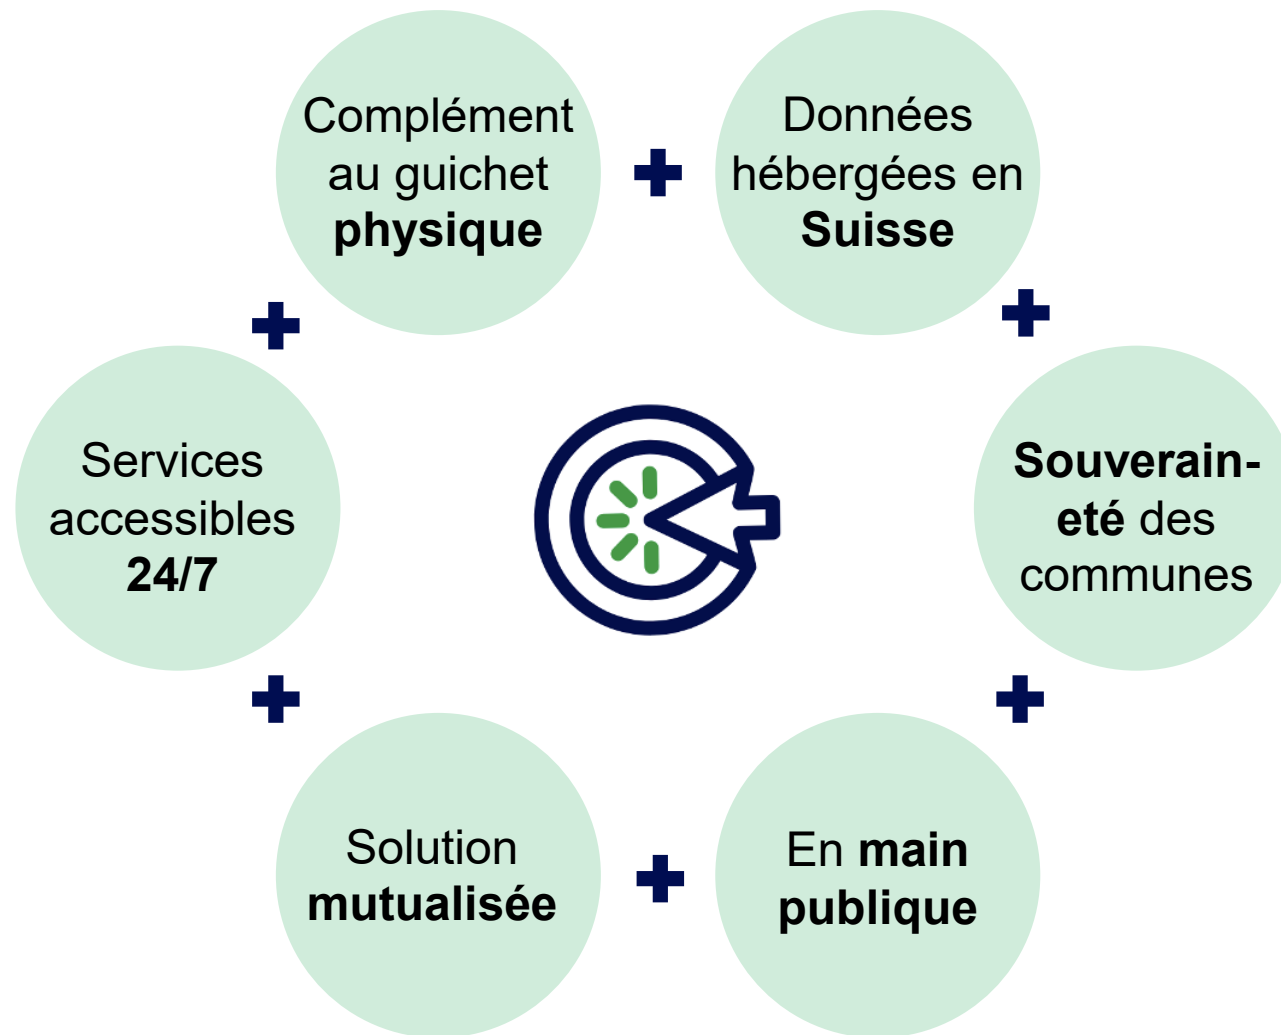 Complément
au guichet
physique
Données
hébergées en
Suisse
Services
accessibles
24/7
Souverain-
eté des
communes
Solution
mutualisée
En main
publique